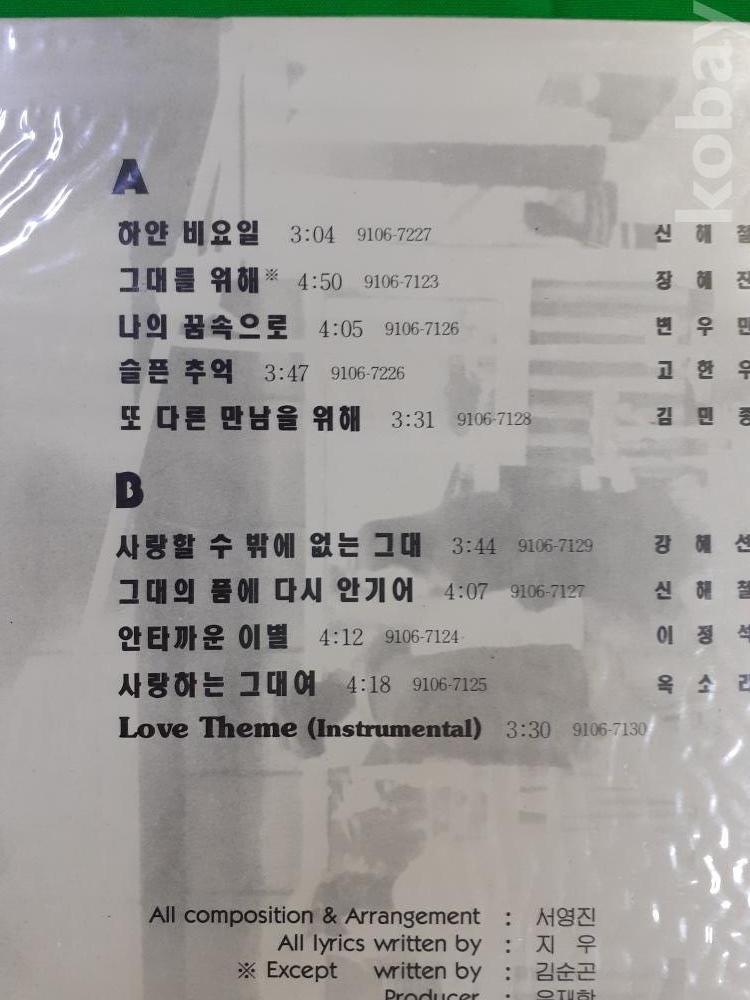 kobay
A
하얀 비요일 3:04 9106-7227 신 해 철
그대를 위해※ 4:50 9106-7123 장 혜 진
나의 꿈속으로 4:05 9106-7126 변 우 민
슬픈 추억 3:47 9106-7226 고 한 우
또 다른 만남을 위해 3:31 9106-7128 김 민 종
B
사랑할 수 밖에 없는 그대 3:44 9106-7129 강 혜 선
그대의 품에 다시 안기어 4:07 9106-7127 신 해 철
안타까운 이별 4:12 9106-7124 이 정 석
사랑하는 그대여 4:18 9106-7125 옥 소 리
Love Theme (Instrumental) 3:30 9106-7130
All composition & Arrangement : 서영진
All lyrics written by : 지 우
※ Except written by : 김순곤
Producer